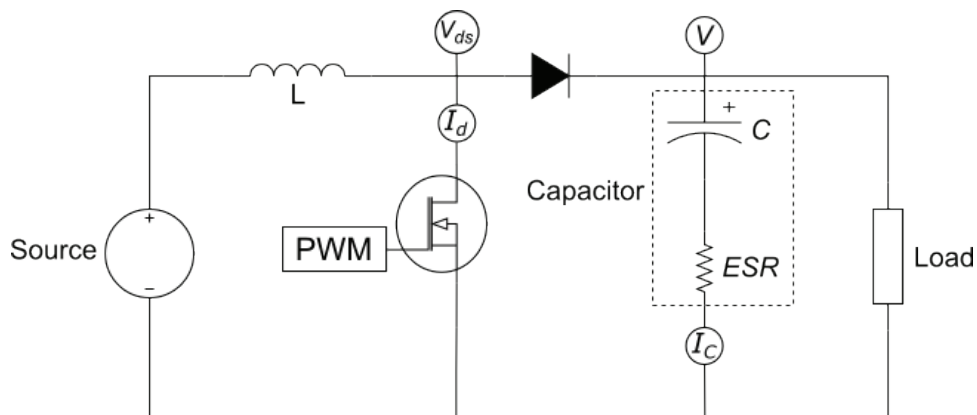 V_ds
V
L
I_d
+
C
Capacitor
+
Source
PWM
ESR
Load
−
I_C